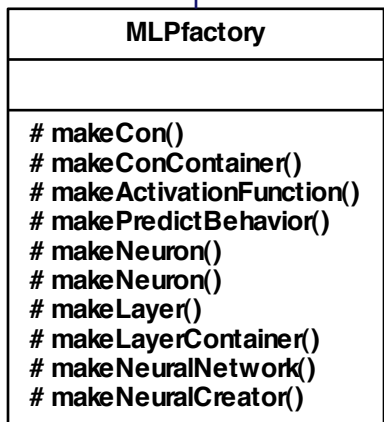 MLPfactory
# makeCon()
# makeConContainer()
# makeActivationFunction()
# makePredictBehavior()
# makeNeuron()
# makeNeuron()
# makeLayer()
# makeLayerContainer()
# makeNeuralNetwork()
# makeNeuralCreator()